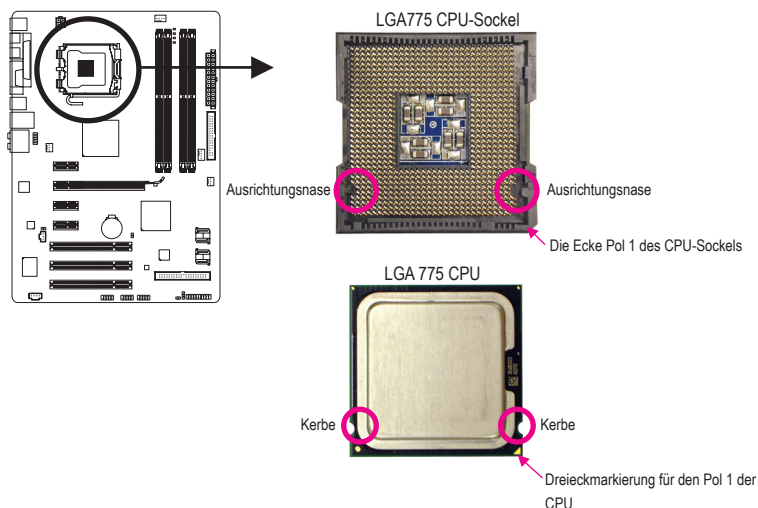 LGA775 CPU-Sockel
Ausrichtungsnase
Ausrichtungsnase
Die Ecke Pol 1 des CPU-Sockels
LGA 775 CPU
Kerbe
Kerbe
Dreieckmarkierung für den Pol 1 der
CPU